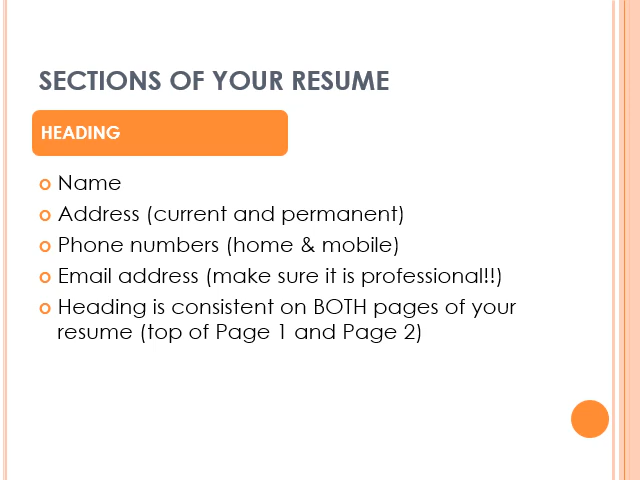 SECTIONS OF YOUR RESUME
HEADING
Name
Address (current and permanent)
Phone numbers (home & mobile)
Email address (make sure it is professional!!)
Heading is consistent on BOTH pages of your
resume (top of Page 1 and Page 2)